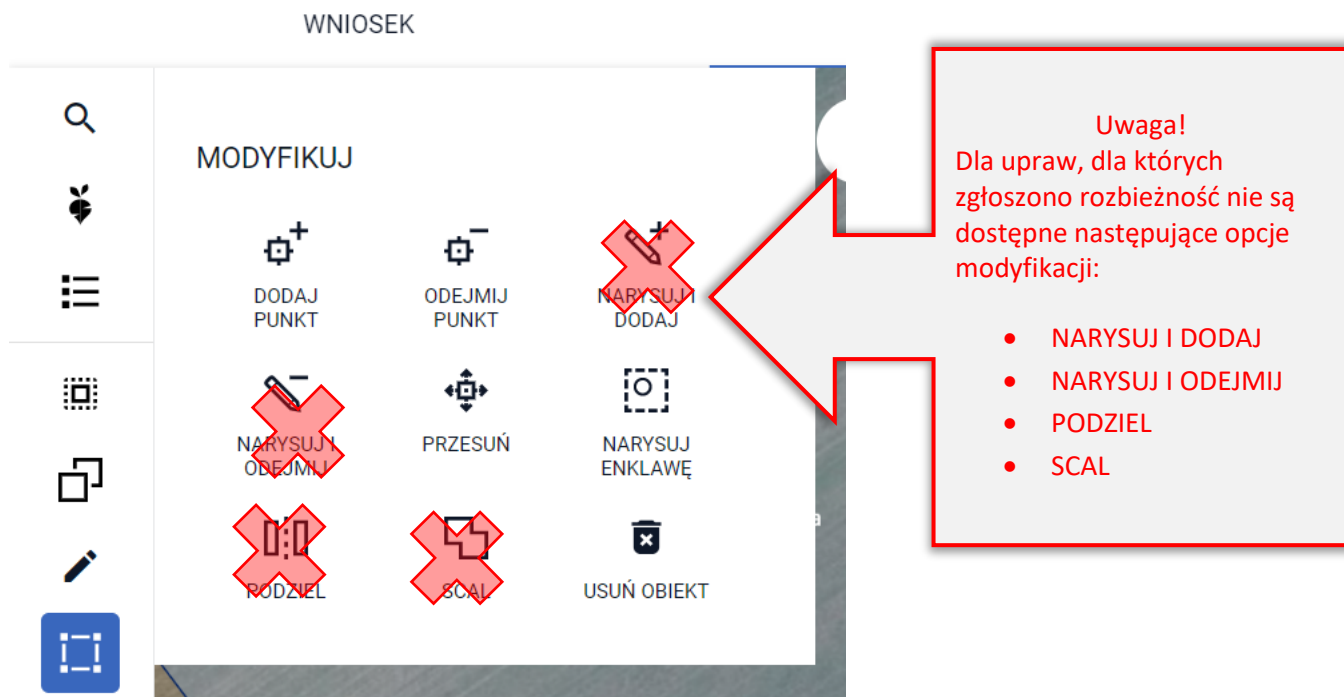 WNIOSEK
MODYFIKUJ
DODAJ
PUNKT
ODEJMIJ
PUNKT
NARYSUJ I
DODAJ
NARYSUJ I
ODEJMIJ
PRZESUŃ
NARYSUJ
ENKLAWĘ
PODZIEL
SCAL
USUŃ OBIEKT
a
Uwaga!
Dla upraw, dla których
zgłoszono rozbieżność nie są
dostępne następujące opcje
modyfikacji:
• NARYSUJ I DODAJ
• NARYSUJ I ODEJMIJ
• PODZIEL
• SCAL